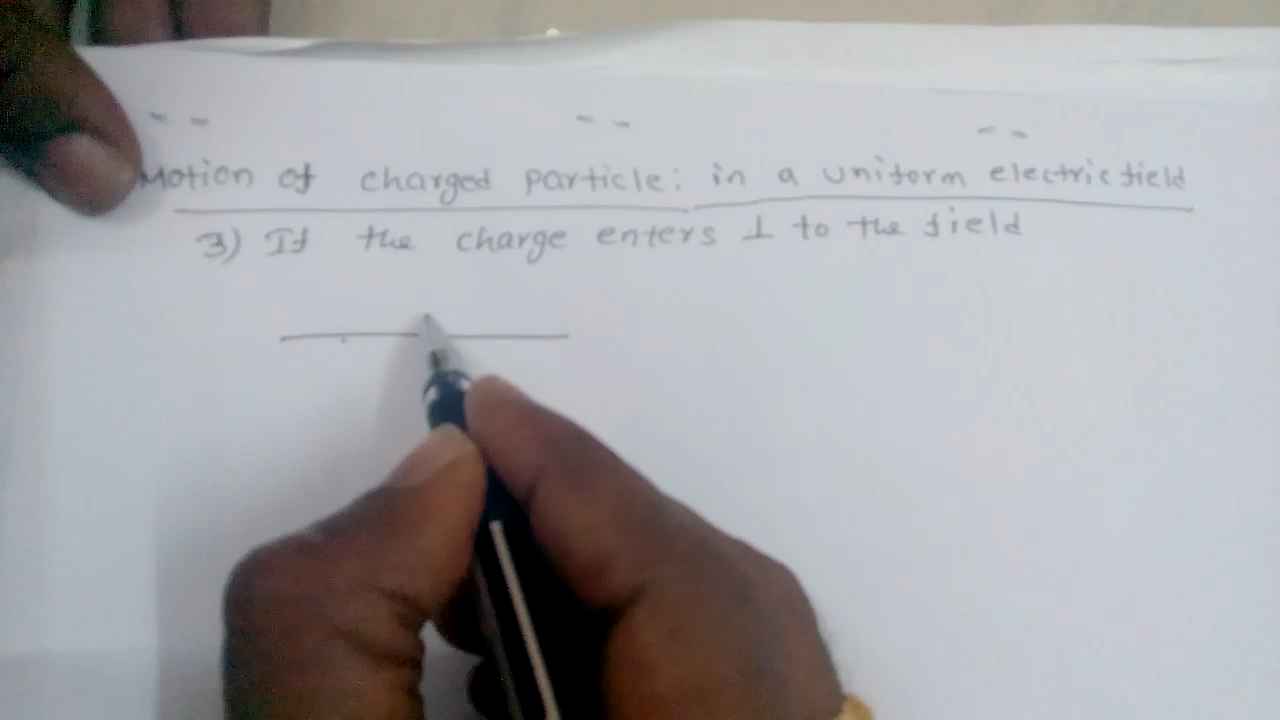 Motion of charged particle: in a uniform electric field
3) If the charge enters ⊥ to the field